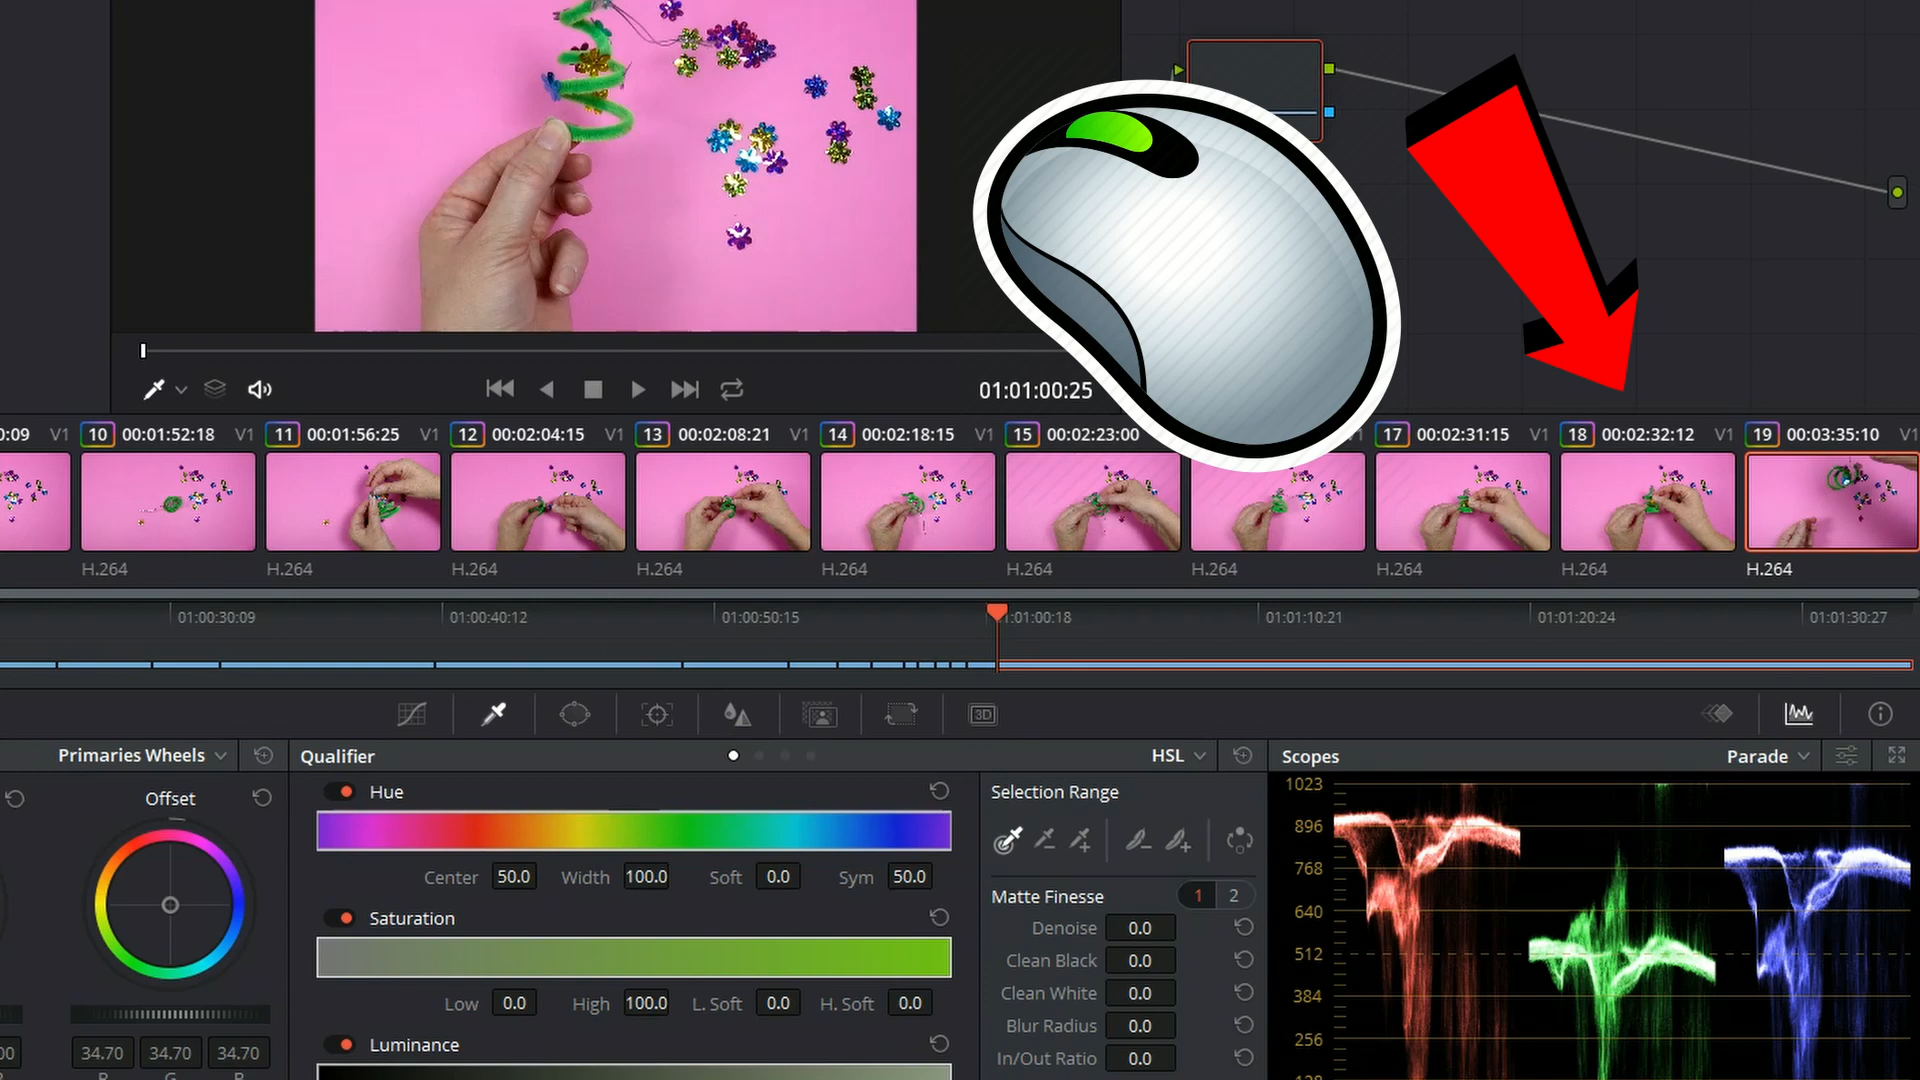 01:01:00:25
0:09 V1 10 00:01:52:18 V1 11 00:01:56:25 V1 12 00:02:04:15 V1 13 00:02:08:21 V1 14 00:02:18:15 V1 15 00:02:23:00 17 00:02:31:15 V1 18 00:02:32:12 V1 19 00:03:35:10 V1
H.264 H.264 H.264 H.264 H.264 H.264 H.264 H.264 H.264 H.264
01:00:30:09 01:00:40:12 01:00:50:15 1:01:00:18 01:01:10:21 01:01:20:24 01:01:30:27
3D
Primaries Wheels
Offset
34.70 34.70 34.70
Qualifier HSL
Hue
Center 50.0 Width 100.0 Soft 0.0 Sym 50.0
Saturation
Low 0.0 High 100.0 L. Soft 0.0 H. Soft 0.0
Luminance
Selection Range
Matte Finesse 1 2
Denoise 0.0
Clean Black 0.0
Clean White 0.0
Blur Radius 0.0
In/Out Ratio 0.0
Scopes Parade
1023
896
768
640
512
384
256